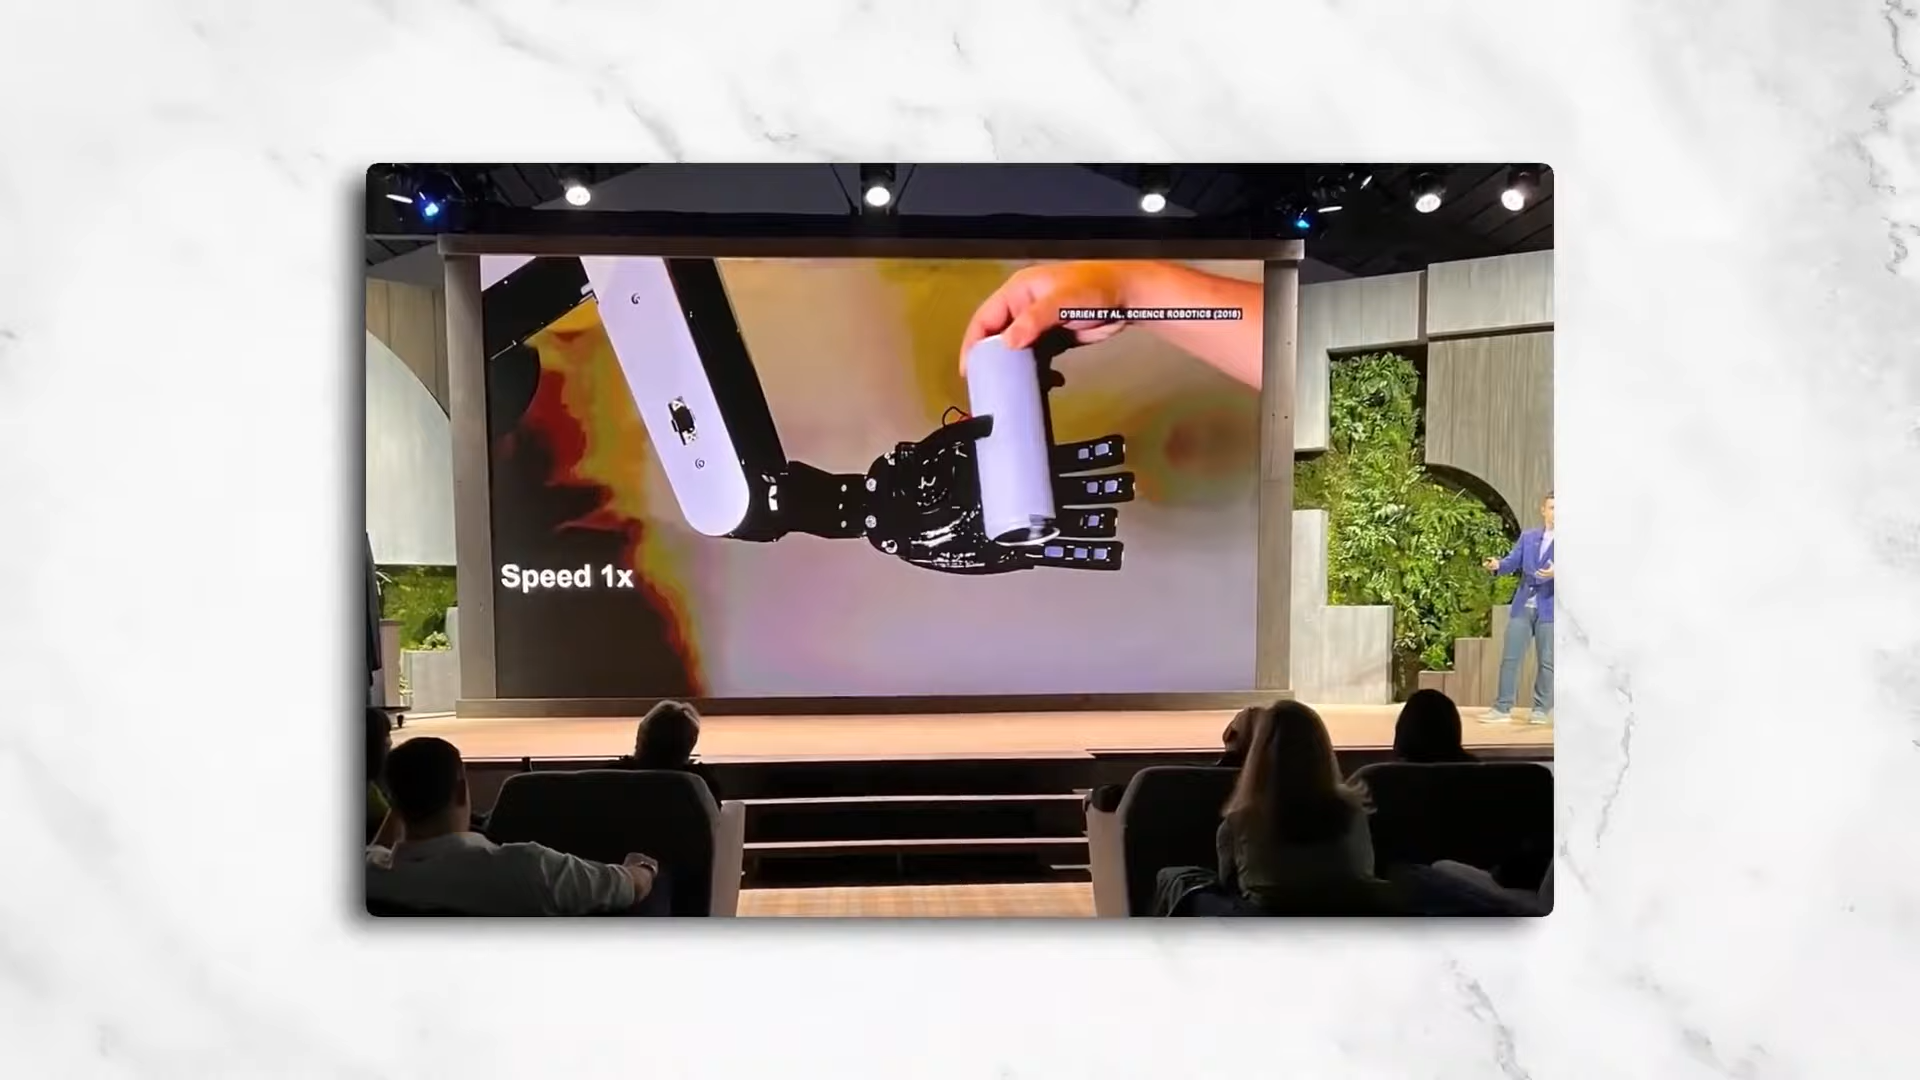 O'BRIEN ET AL. SCIENCE ROBOTICS (2018)
Speed 1x